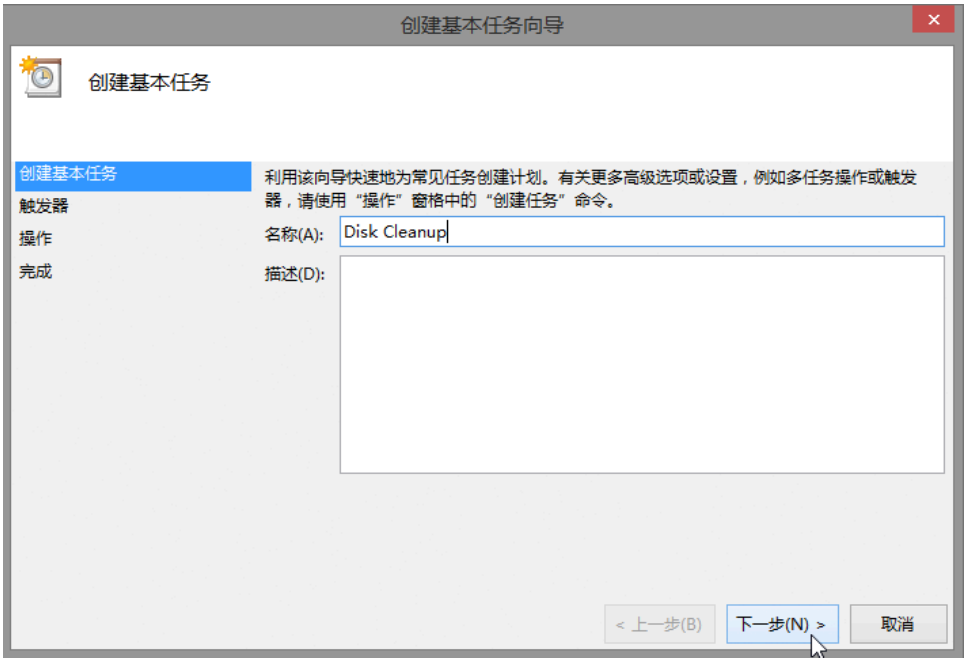 创建基本任务向导
创建基本任务
创建基本任务
触发器
操作
完成
利用该向导快速地为常见任务创建计划。有关更多高级选项或设置，例如多任务操作或触发
器，请使用“操作”窗格中的“创建任务”命令。
名称(A): Disk Cleanup
描述(D):
< 上一步(B) 下一步(N) > 取消